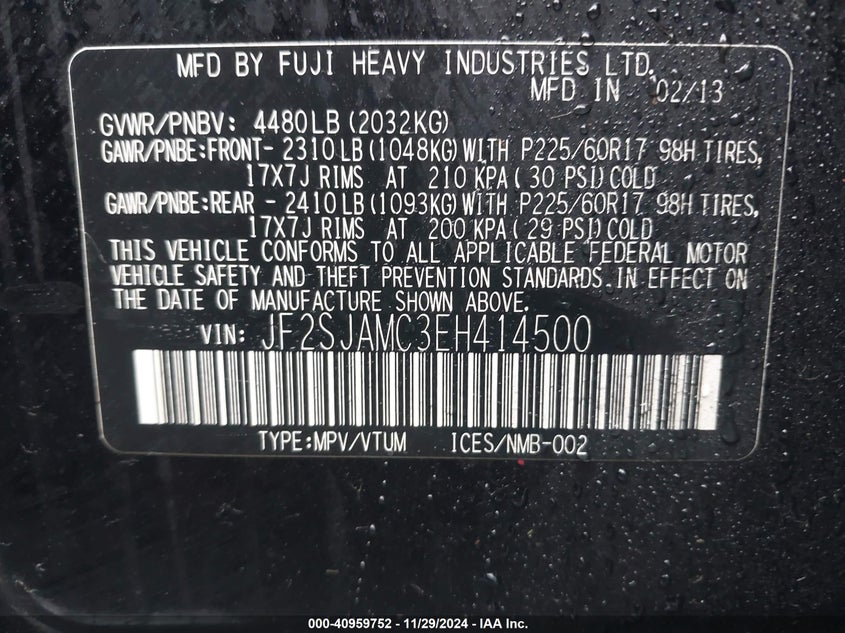 MFD BY FUJI HEAVY INDUSTRIES LTD.
MFD IN 02/13
GVWR/PNBV: 4480LB (2032KG)
GAWR/PNBE:FRONT- 2310LB (1048KG) WITH P225/60R17 98H TIRES,
17X7J RIMS AT 210 KPA( 30 PSI) COLD
GAWR/PNBE:REAR - 2410LB (1093KG) WITH P225/60R17 98H TIRES,
17X7J RIMS AT 200 KPA( 29 PSI) COLD
THIS VEHICLE CONFORMS TO ALL APPLICABLE FEDERAL MOTOR
VEHICLE SAFETY AND THEFT PREVENTION STANDARDS IN EFFECT ON
THE DATE OF MANUFACTURE SHOWN ABOVE.
VIN: JF2SJAMC3EH414500
TYPE:MPV/VTUM ICES/NMB-002
000-40959752 - 11/29/2024 - IAA Inc.